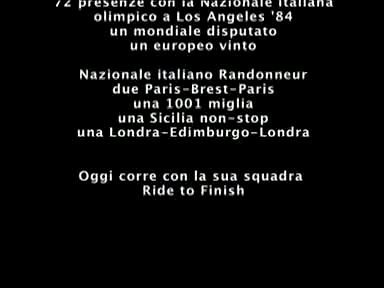 72 presenze con la Nazionale Italiana
olimpico a Los Angeles '84
un mondiale disputato
un europeo vinto
Nazionale italiano Randonneur
due Paris-Brest-Paris
una 1001 miglia
una Sicilia non-stop
una Londra-Edimburgo-Londra
Oggi corre con la sua squadra
Ride to Finish